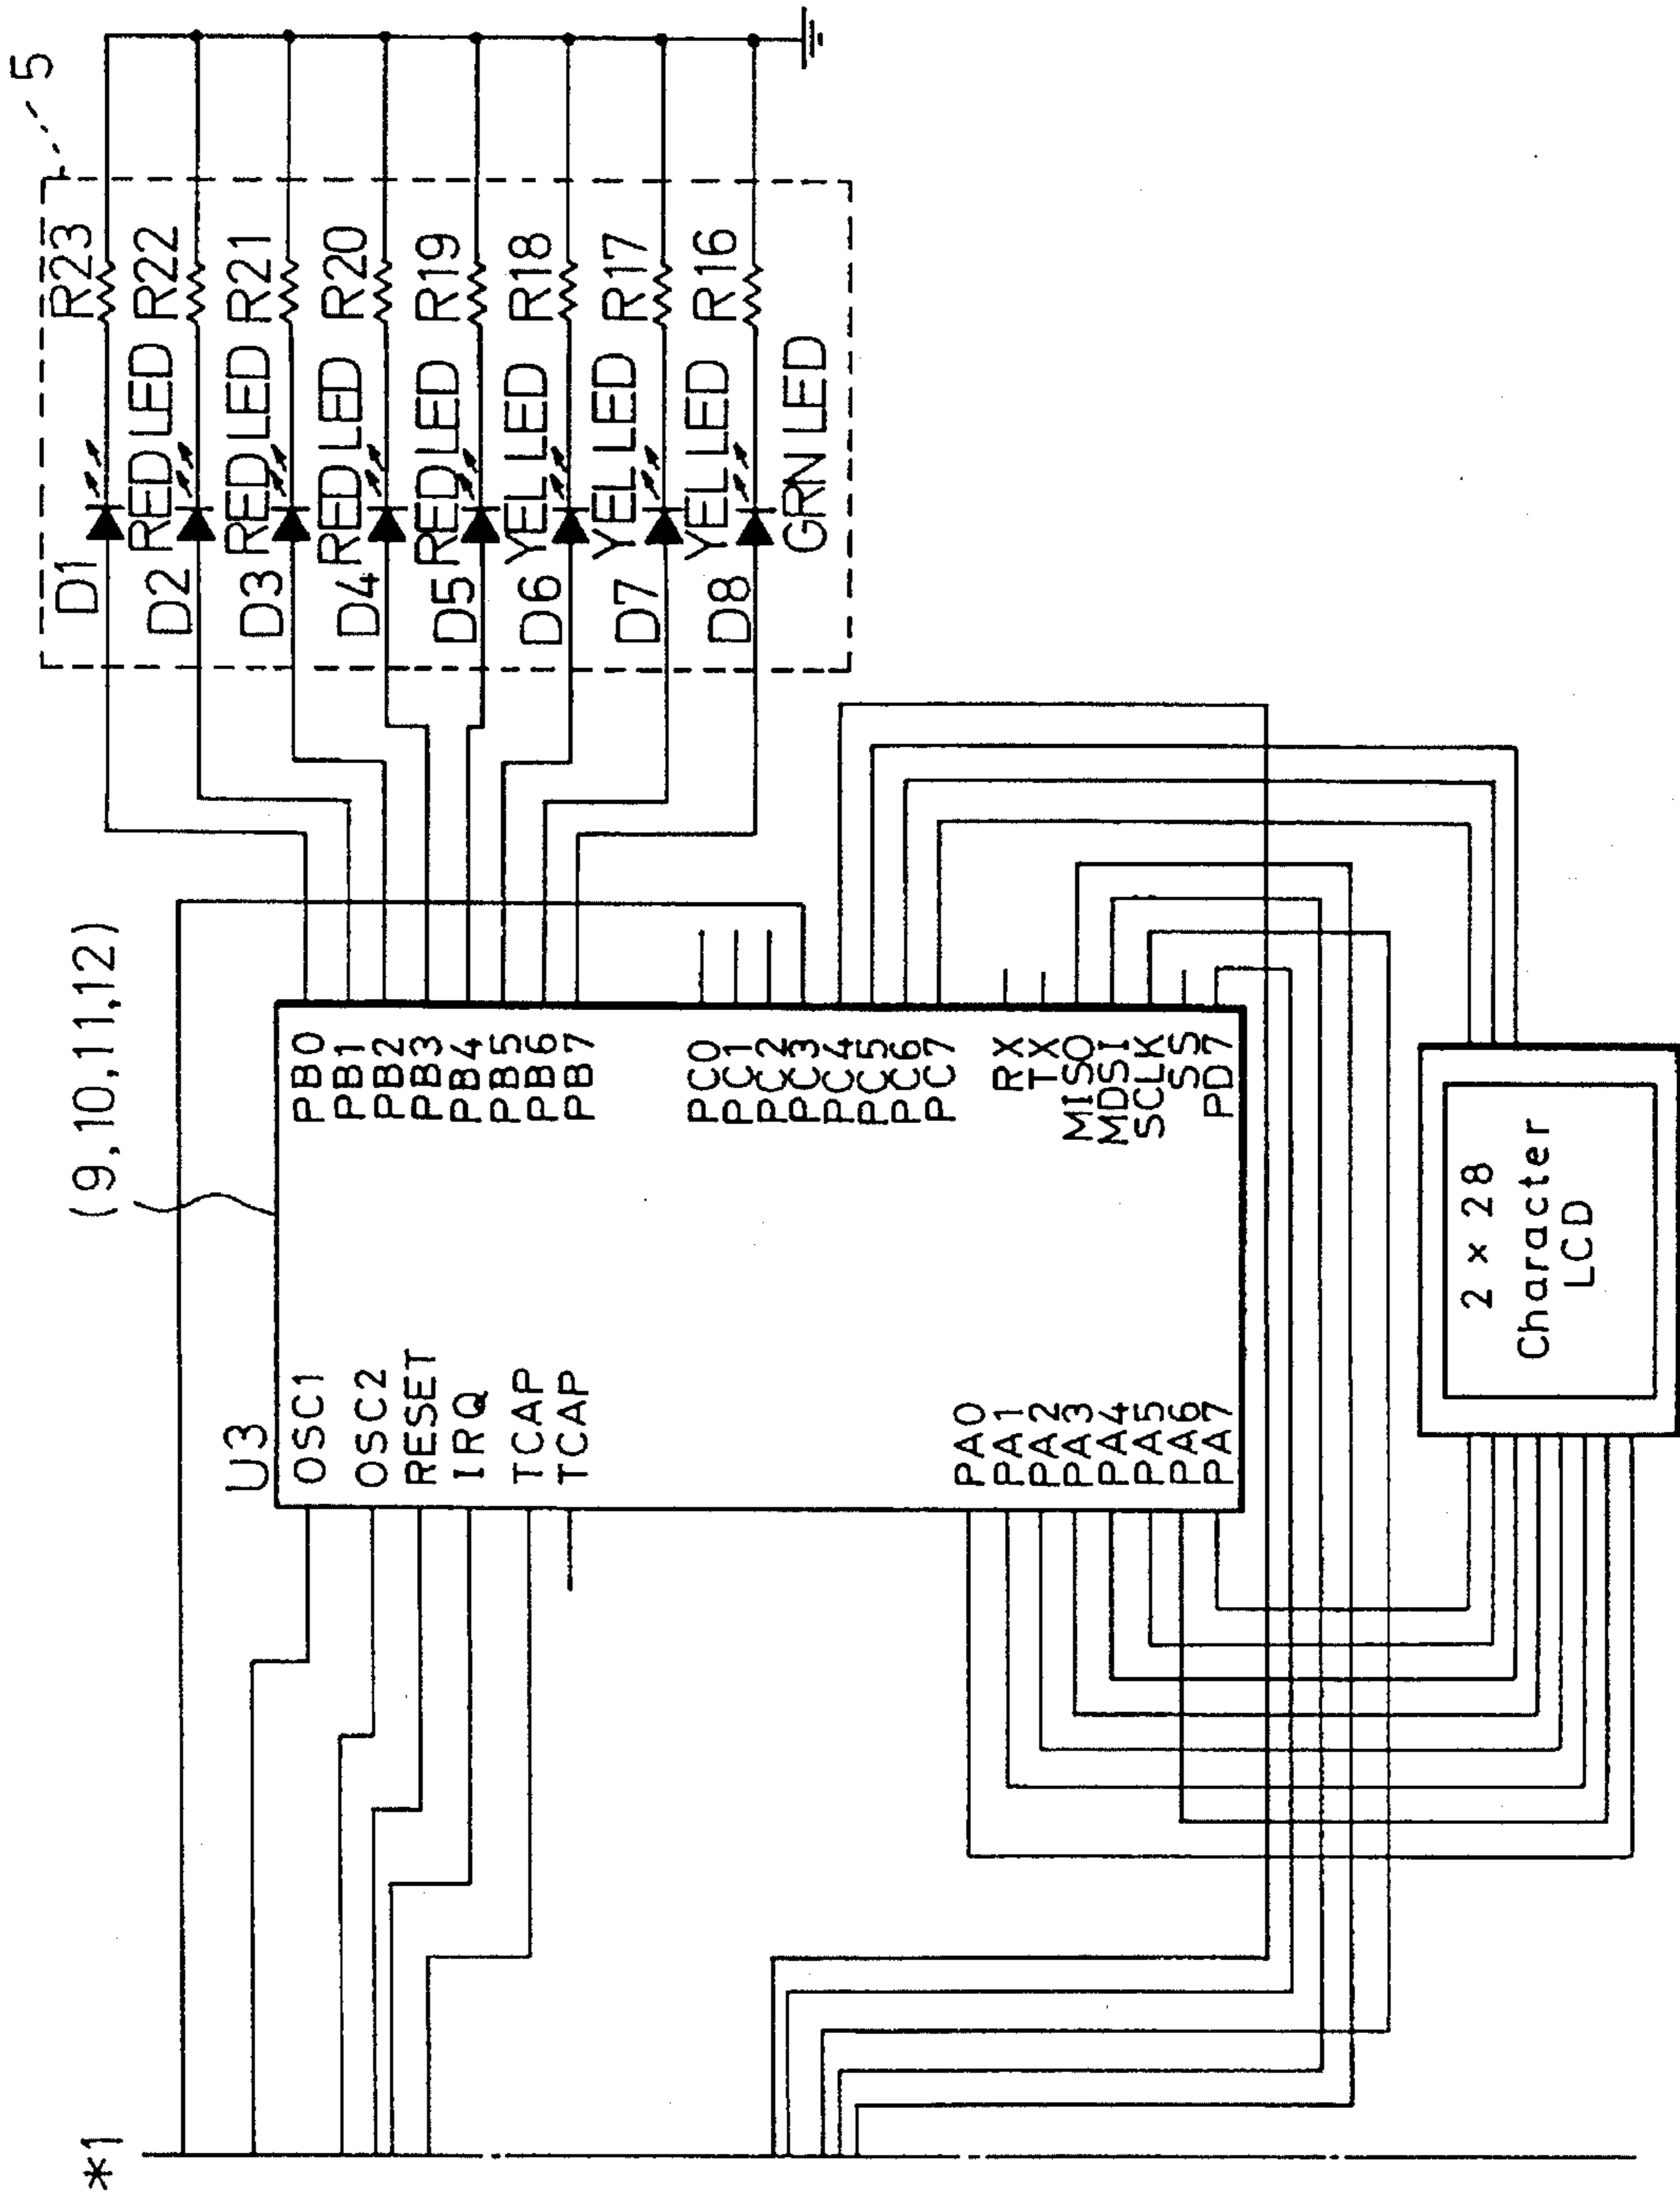 *1
(9,10,11,12)
5
U3
OSC1
OSC2
RESET
IRQ
TCAP
TCAP
PA0
PA1
PA2
PA3
PA4
PA5
PA6
PA7
PB0
PB1
PB2
PB3
PB4
PB5
PB6
PB7
PC0
PC1
PC2
PC3
PC4
PC5
PC6
PC7
RX
TX
MISO
MDSI
SCLK
SS
PD7
D1
R23
RED LED
D2
R22
RED LED
D3
R21
RED LED
D4
R20
RED LED
D5
R19
YEL LED
D6
R18
YEL LED
D7
R17
YEL LED
D8
R16
GRN LED
2 × 28
Character
LCD